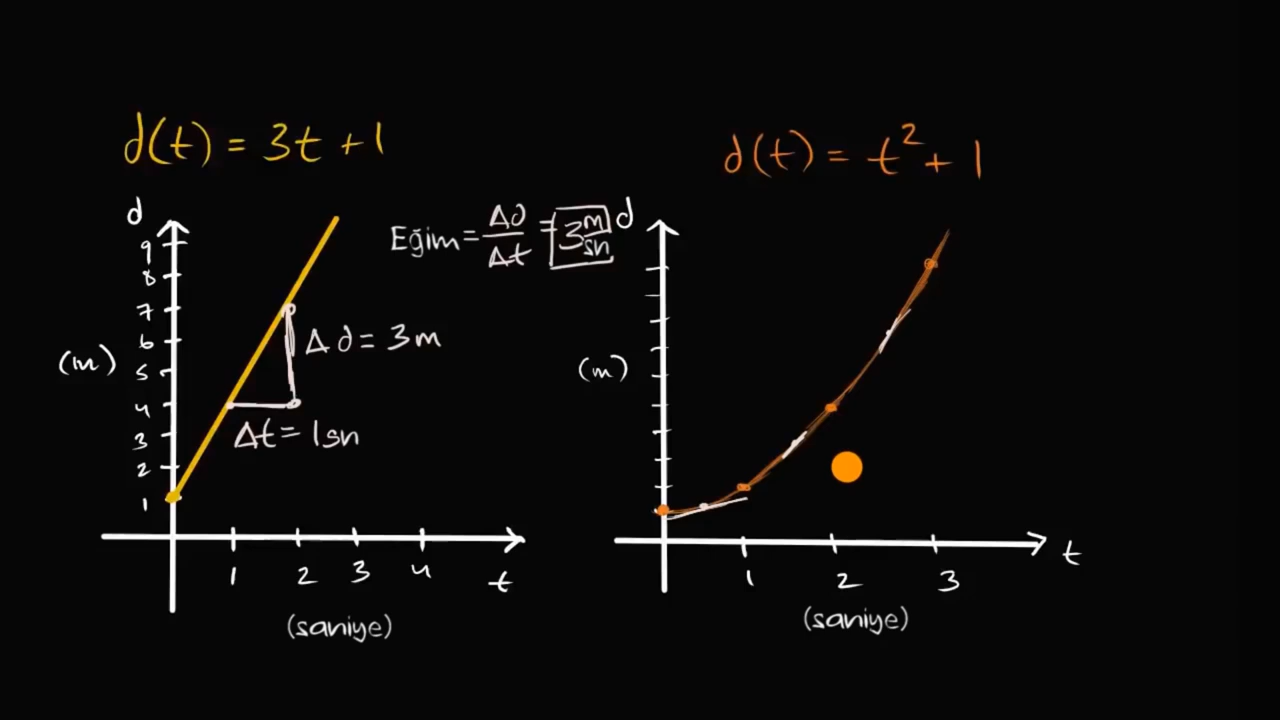 d(t) = 3t + 1
d
9
8
7
6
5
4
3
2
1
(m)
Δd = 3m
Δt = 1sn
1 2 3 4 t
(saniye)
Eğim = Δd/Δt = 3 m/sn
d(t) = t² + 1
d
(m)
1 2 3 t
(saniye)